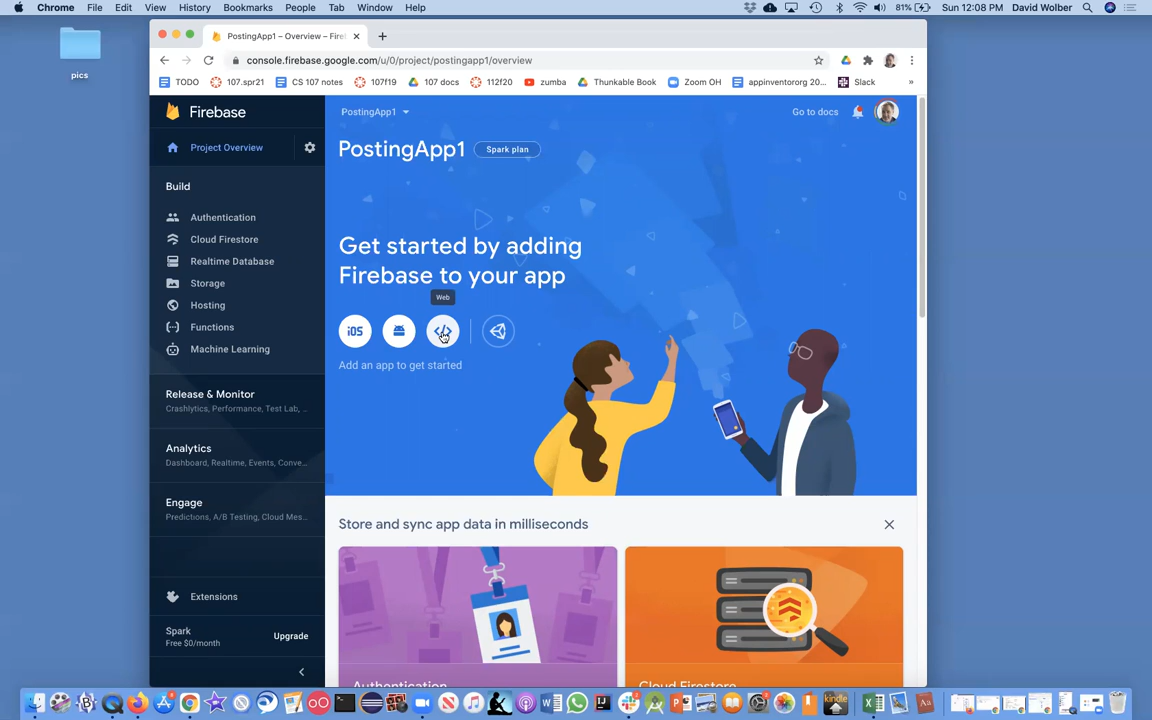 Chrome File Edit View History Bookmarks People Tab Window Help 81% Sun 12:08 PM David Wolber
pics
PostingApp1 – Overview – Fire
console.firebase.google.com/u/0/project/postingapp1/overview
TODO 107.spr21 CS 107 notes 107f19 107 docs 112f20 zumba Thunkable Book Zoom OH appinventororg 20... Slack »
Firebase
PostingApp1
Go to docs
Project Overview
PostingApp1 Spark plan
Build
Authentication
Cloud Firestore
Realtime Database
Storage
Hosting
Functions
Machine Learning
Get started by adding
Firebase to your app
Web
iOS
Add an app to get started
Release & Monitor
Crashlytics, Performance, Test Lab, ...
Analytics
Dashboard, Realtime, Events, Conve...
Engage
Predictions, A/B Testing, Cloud Mes...
Extensions
Spark
Free $0/month
Upgrade
Store and sync app data in milliseconds
Authentication
Cloud Firestore